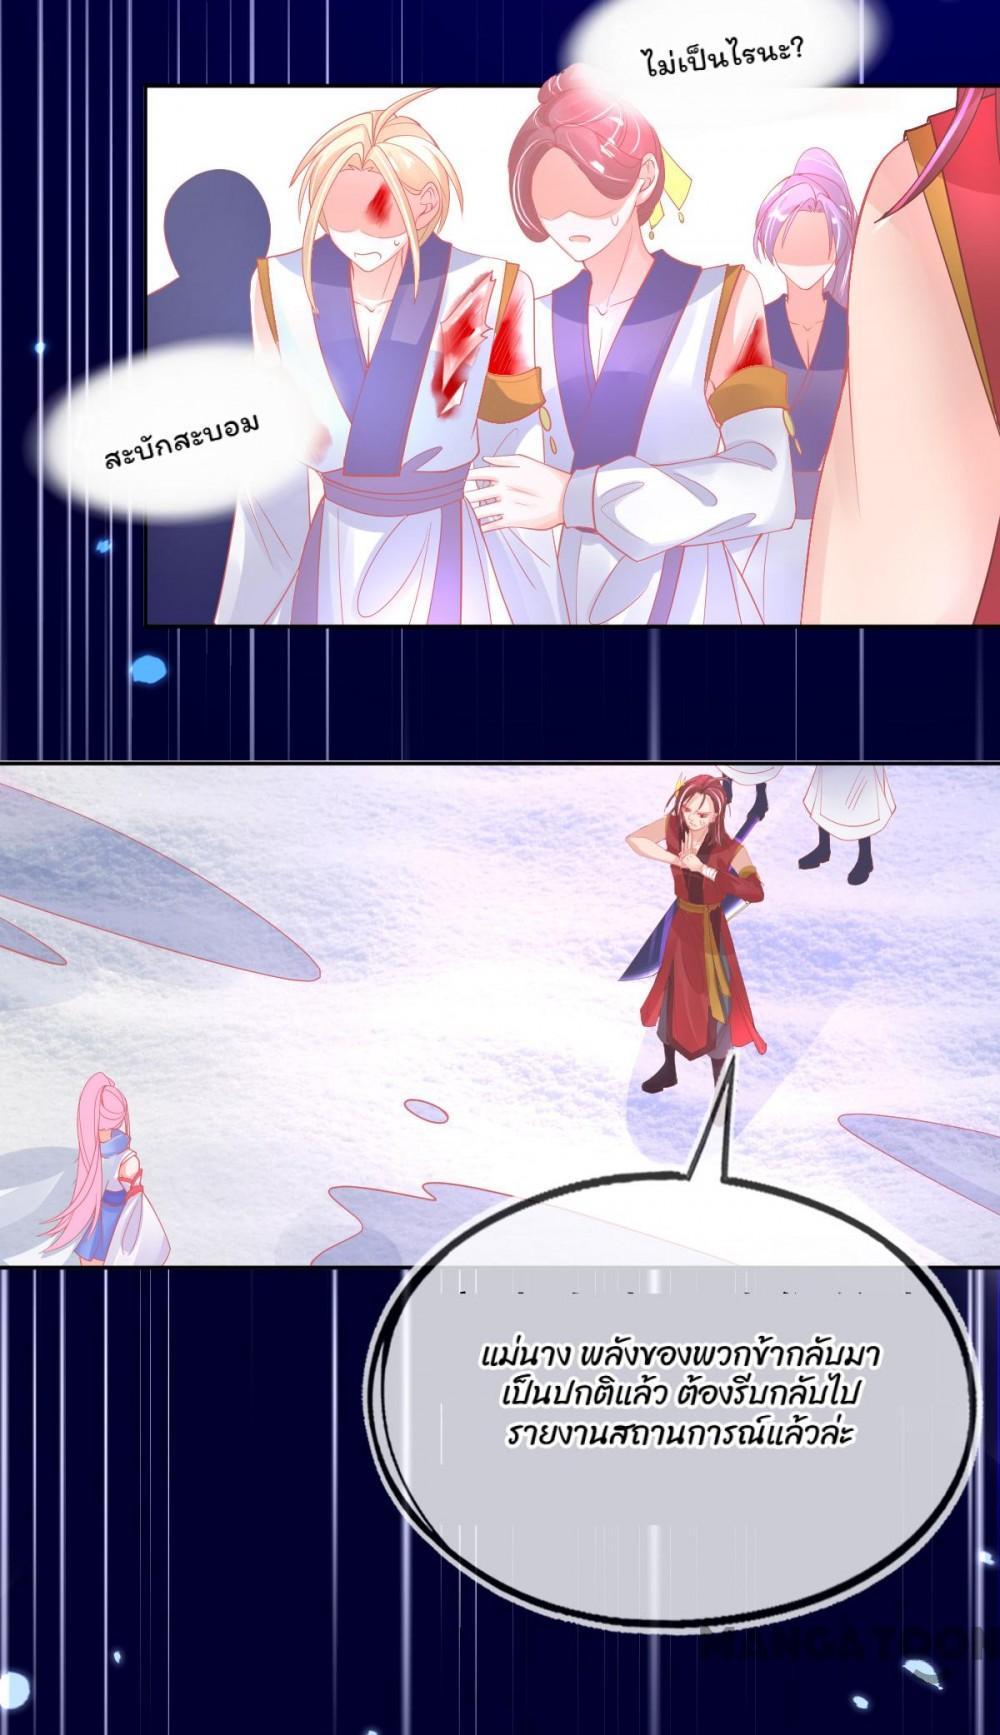 ไม่เป็นไรนะ?
สะบักสะบอม
แม่นาง พลังของพวกข้ากลับมา
เป็นปกติแล้ว ต้องรีบกลับไป
รายงานสถานการณ์แล้วล่ะ
MANGATOON